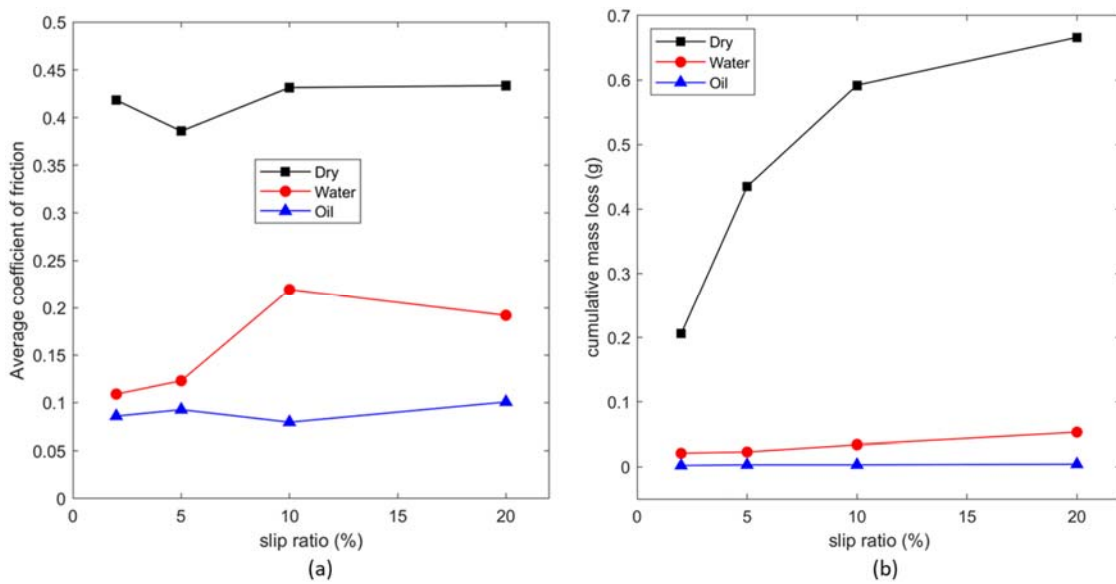 0.5
0.45
0.4
0.35
0.3
0.25
0.2
0.15
0.1
0.05
0
Average coefficient of friction
Dry
Water
Oil
0 5 10 15 20
slip ratio (%)
(a)
0.7
0.6
0.5
0.4
0.3
0.2
0.1
0
cumulative mass loss (g)
Dry
Water
Oil
0 5 10 15 20
slip ratio (%)
(b)